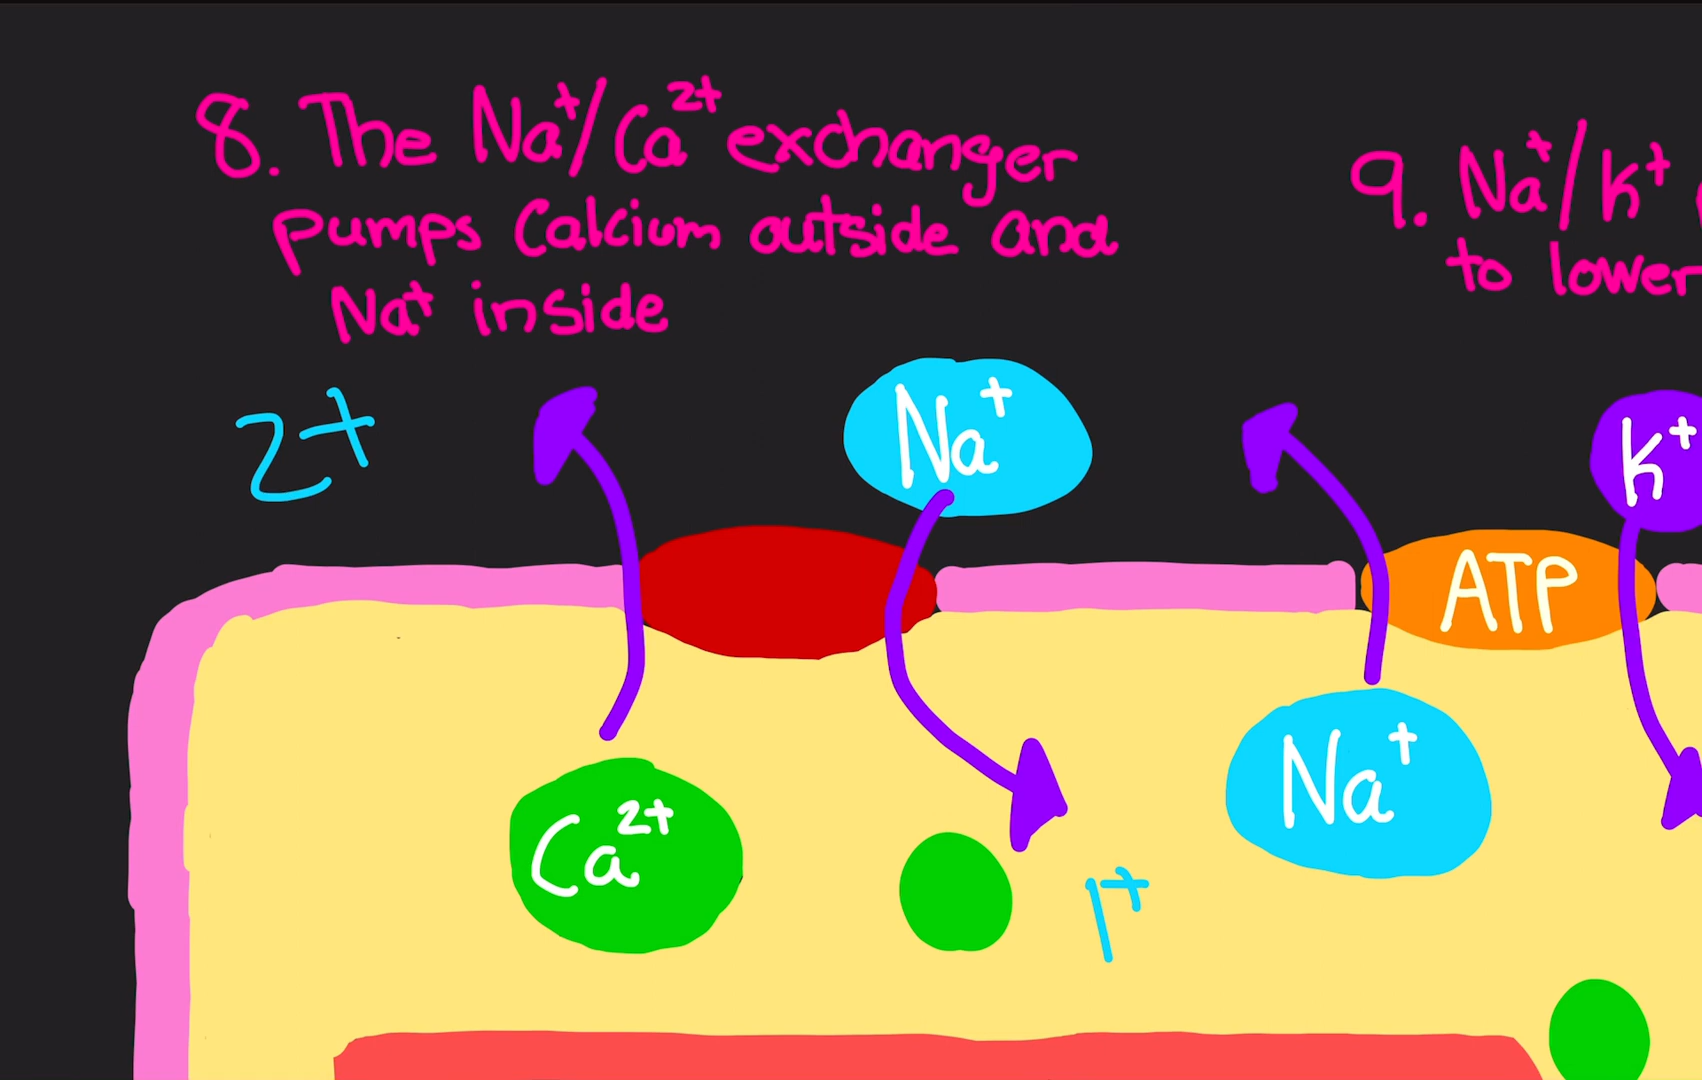 8. The Na⁺/Ca²⁺ exchanger
pumps Calcium outside and
Na⁺ inside
9. Na⁺/K⁺
to lower
2+
Na⁺
K⁺
ATP
Ca²⁺
Na⁺
1⁺